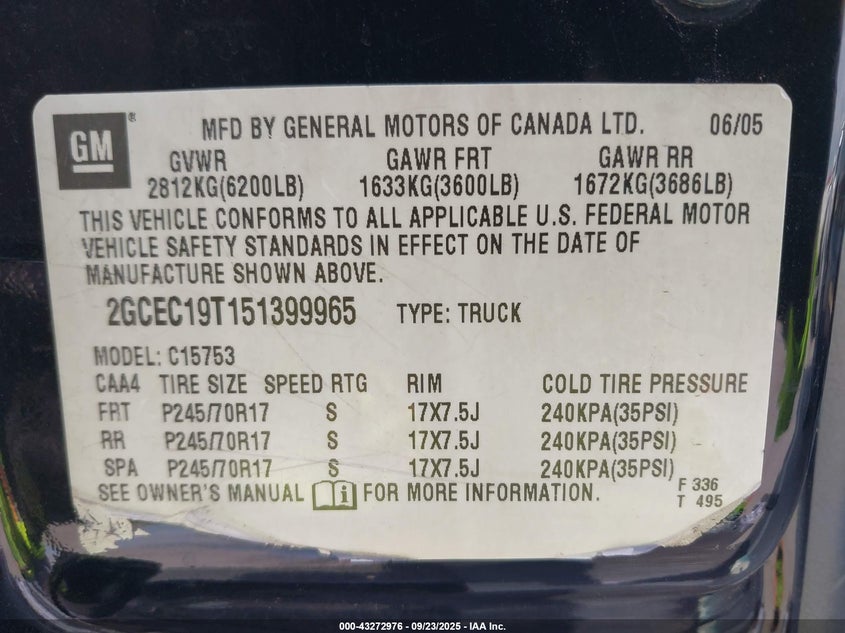 GM ®
MFD BY GENERAL MOTORS OF CANADA LTD. 06/05
GVWR GAWR FRT GAWR RR
2812KG(6200LB) 1633KG(3600LB) 1672KG(3686LB)
THIS VEHICLE CONFORMS TO ALL APPLICABLE U.S. FEDERAL MOTOR
VEHICLE SAFETY STANDARDS IN EFFECT ON THE DATE OF
MANUFACTURE SHOWN ABOVE.
2GCEC19T151399965 TYPE: TRUCK
MODEL: C15753
CAA4 TIRE SIZE SPEED RTG RIM COLD TIRE PRESSURE
FRT P245/70R17 S 17X7.5J 240KPA(35PSI)
RR P245/70R17 S 17X7.5J 240KPA(35PSI)
SPA P245/70R17 S 17X7.5J 240KPA(35PSI)
SEE OWNER'S MANUAL i FOR MORE INFORMATION.
F 336
T 495
000-43272976 - 09/23/2025 - IAA Inc.